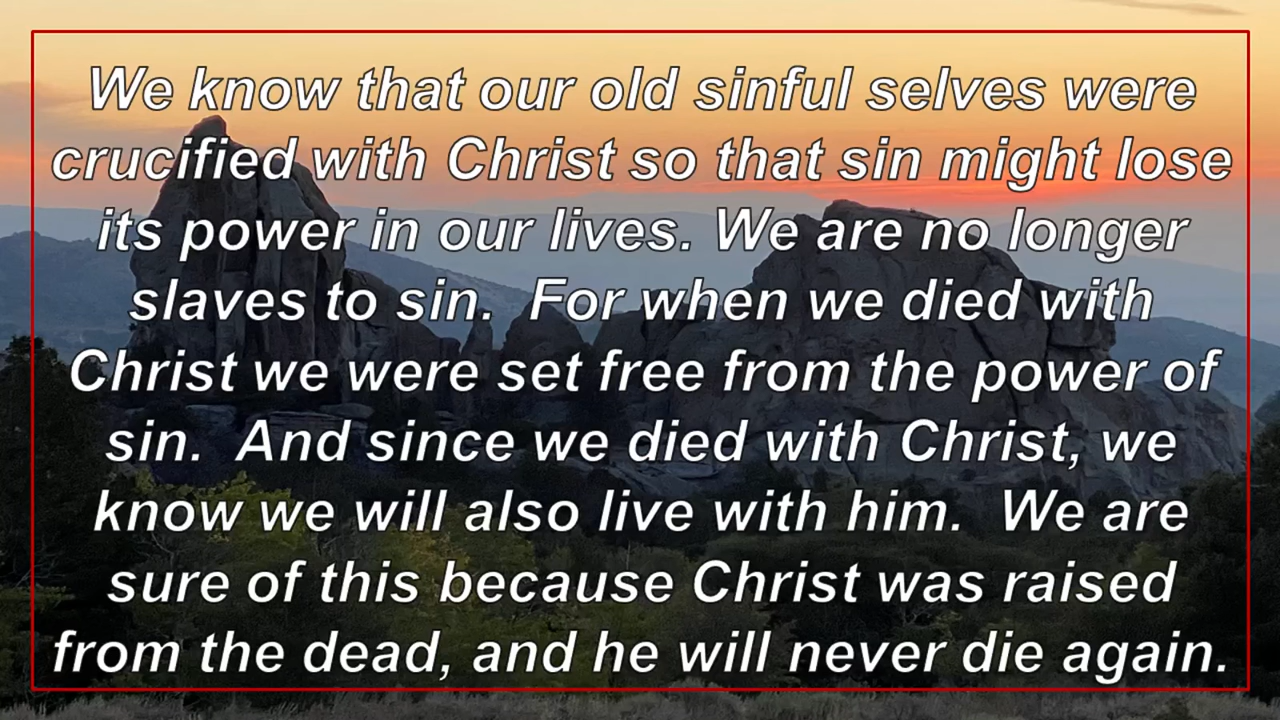 We know that our old sinful selves were
crucified with Christ so that sin might lose
its power in our lives. We are no longer
slaves to sin.  For when we died with
Christ we were set free from the power of
sin.  And since we died with Christ, we
know we will also live with him.  We are
sure of this because Christ was raised
from the dead, and he will never die again.